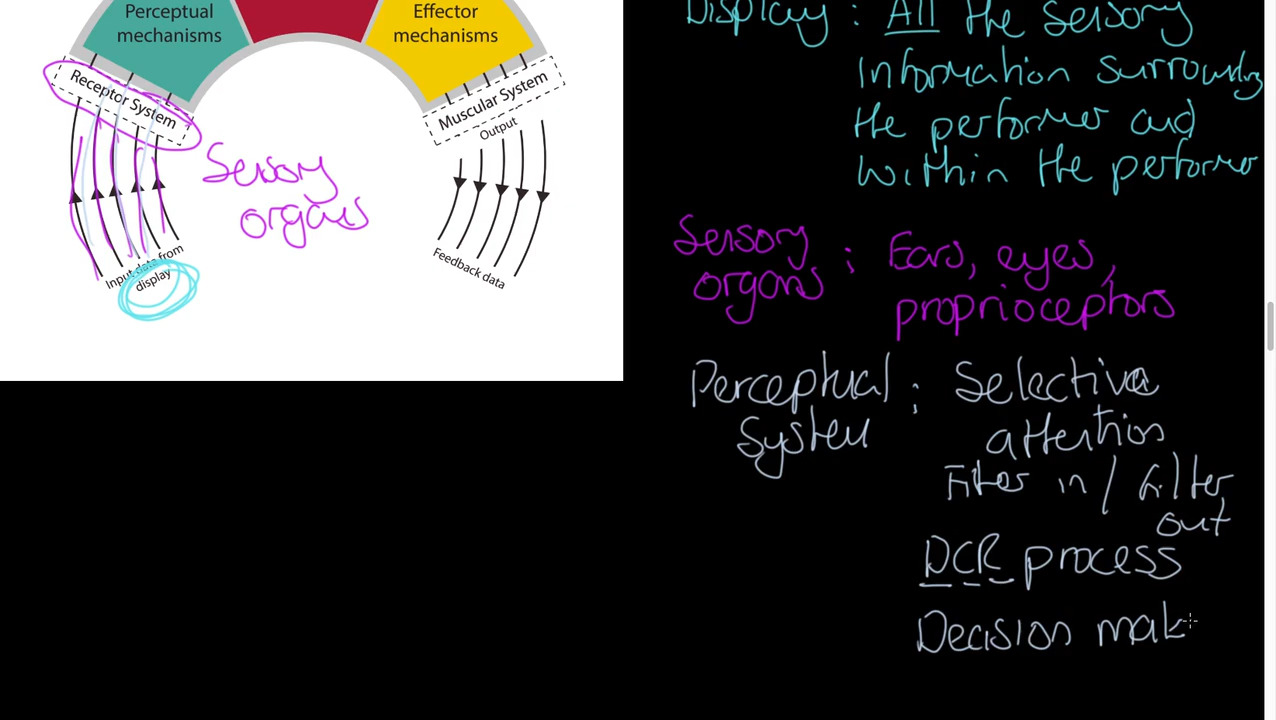 Perceptual
mechanisms
Effector
mechanisms
Receptor System
Muscular System
Output
Sensory
organs
Input data from
display
Feedback data
Display : All the sensory
Information surrounding
the performer and
within the performer
Sensory
organs : Ears, eyes,
proprioceptors
Perceptual : Selective
System attention
Filter in / filter
out
DCR process
Decision mak